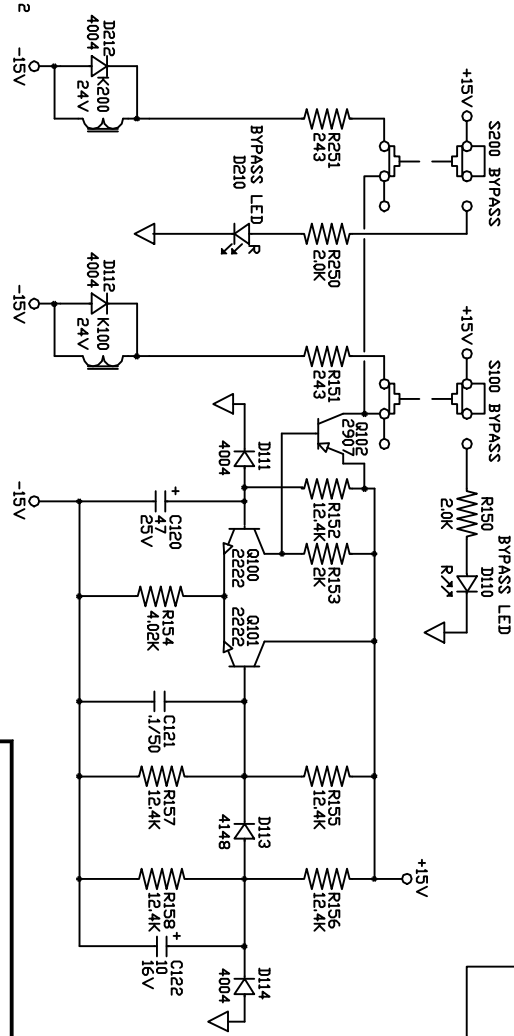 2
S200 BYPASS
+15V
R251
243
D212
4004
K200
24V
-15V
R250
2.0K
BYPASS LED
D210
R
S100 BYPASS
+15V
R151
243
D112
4004
K100
24V
-15V
R150
2.0K
BYPASS LED
D110
R
Q102
2907
D111
4004
R152
12.4K
R153
2K
C120
+
47
25V
-15V
Q100
2222
Q101
2222
R154
4.02K
C121
.1/50
R155
12.4K
R157
12.4K
D113
4148
R156
12.4K
R158
12.4K
+15V
C122
+
10
16V
D114
4004